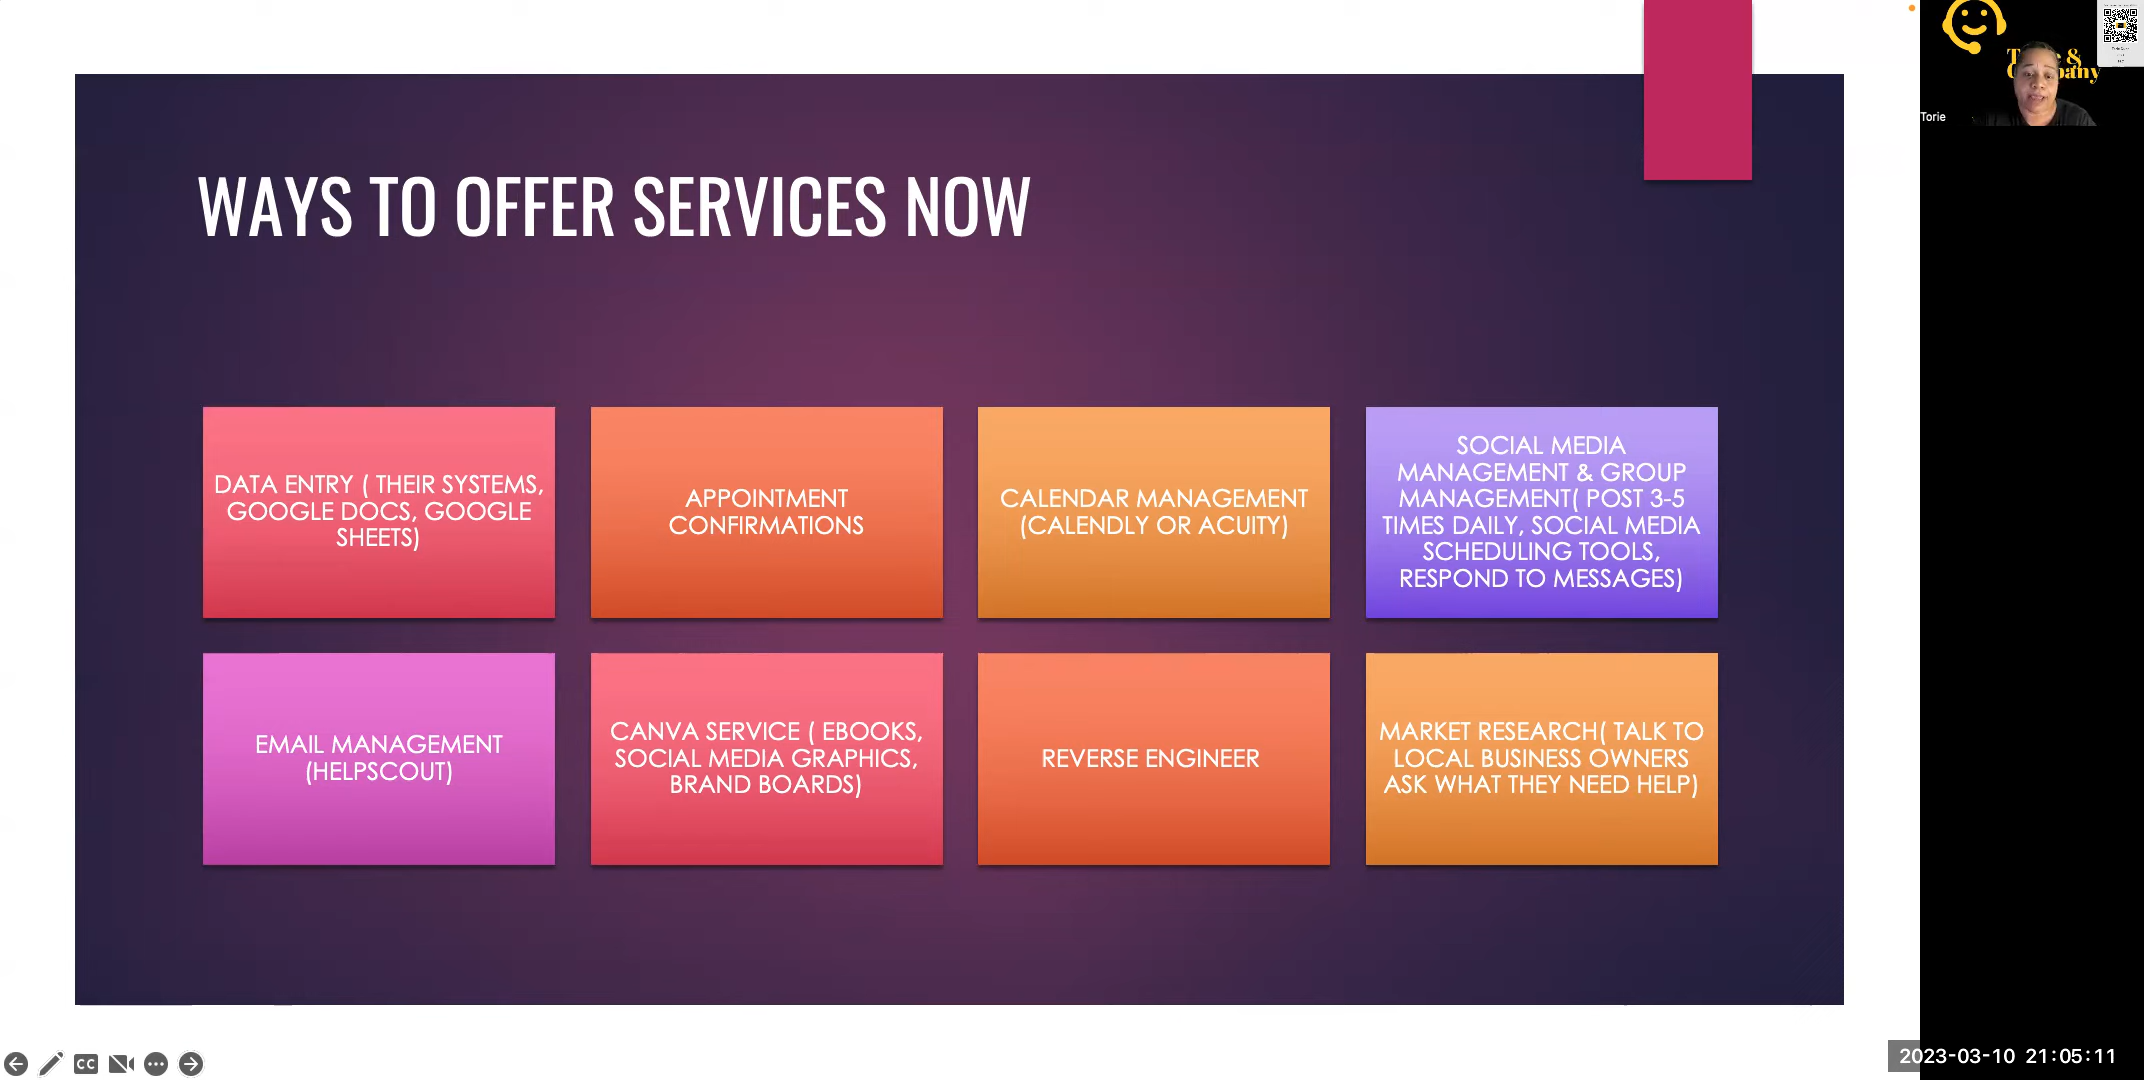 WAYS TO OFFER SERVICES NOW
DATA ENTRY ( THEIR SYSTEMS,
GOOGLE DOCS, GOOGLE
SHEETS)
APPOINTMENT
CONFIRMATIONS
CALENDAR MANAGEMENT
(CALENDLY OR ACUITY)
SOCIAL MEDIA
MANAGEMENT & GROUP
MANAGEMENT( POST 3-5
TIMES DAILY, SOCIAL MEDIA
SCHEDULING TOOLS,
RESPOND TO MESSAGES)
EMAIL MANAGEMENT
(HELPSCOUT)
CANVA SERVICE ( EBOOKS,
SOCIAL MEDIA GRAPHICS,
BRAND BOARDS)
REVERSE ENGINEER
MARKET RESEARCH( TALK TO
LOCAL BUSINESS OWNERS
ASK WHAT THEY NEED HELP)
&
Torie
CC
2023-03-10 21:05:11